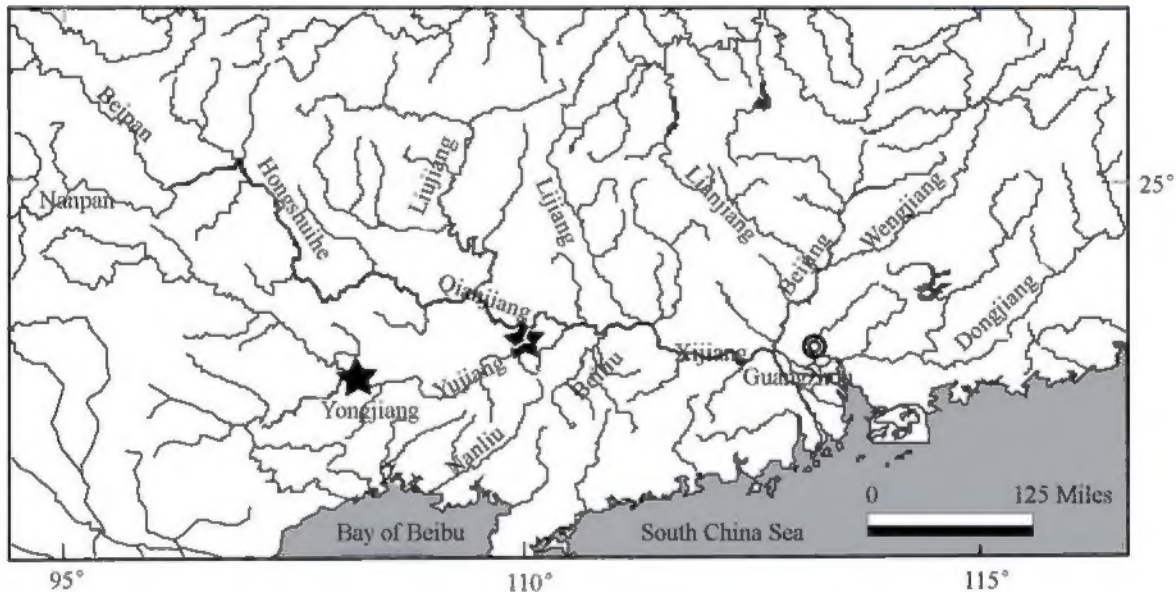 Beipan
Nanpan
Hongshuihe
Liujiang
Lijiang
Lianjiang
Beijing
Wengjiang
Dongjiang
25°
Qianjiang
Yujiang
Yongjiang
Nanliu
Beiliu
Xijiang
Guangzhou
0 125 Miles
Bay of Beibu
South China Sea
95°
110°
115°